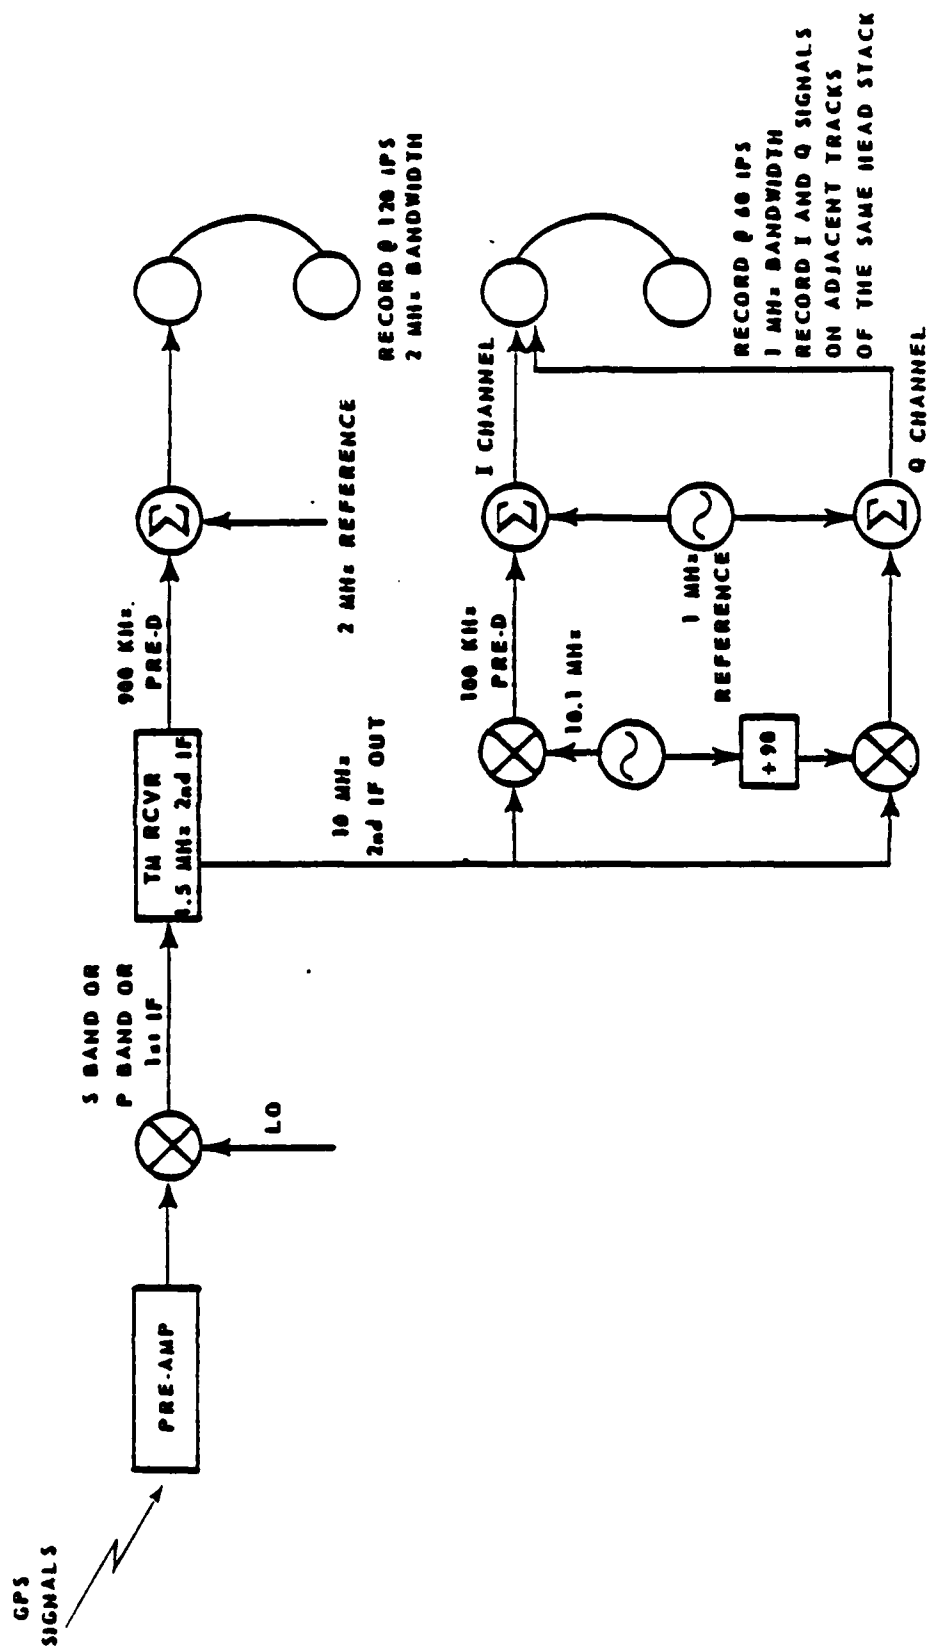 GPS
SIGNALS
PRE-AMP
LO
S BAND OR
P BAND OR
1st IF
TM RCVR
.5 MHz 2nd IF
900 KHz
PRE-D
2 MHz REFERENCE
RECORD @ 120 IPS
2 MHz BANDWIDTH
10 MHz
2nd IF OUT
100 KHz
PRE-D
10.1 MHz
+90
1 MHz
REFERENCE
I CHANNEL
Q CHANNEL
RECORD @ 60 IPS
1 MHz BANDWIDTH
RECORD I AND Q SIGNALS
ON ADJACENT TRACKS
OF THE SAME HEAD STACK